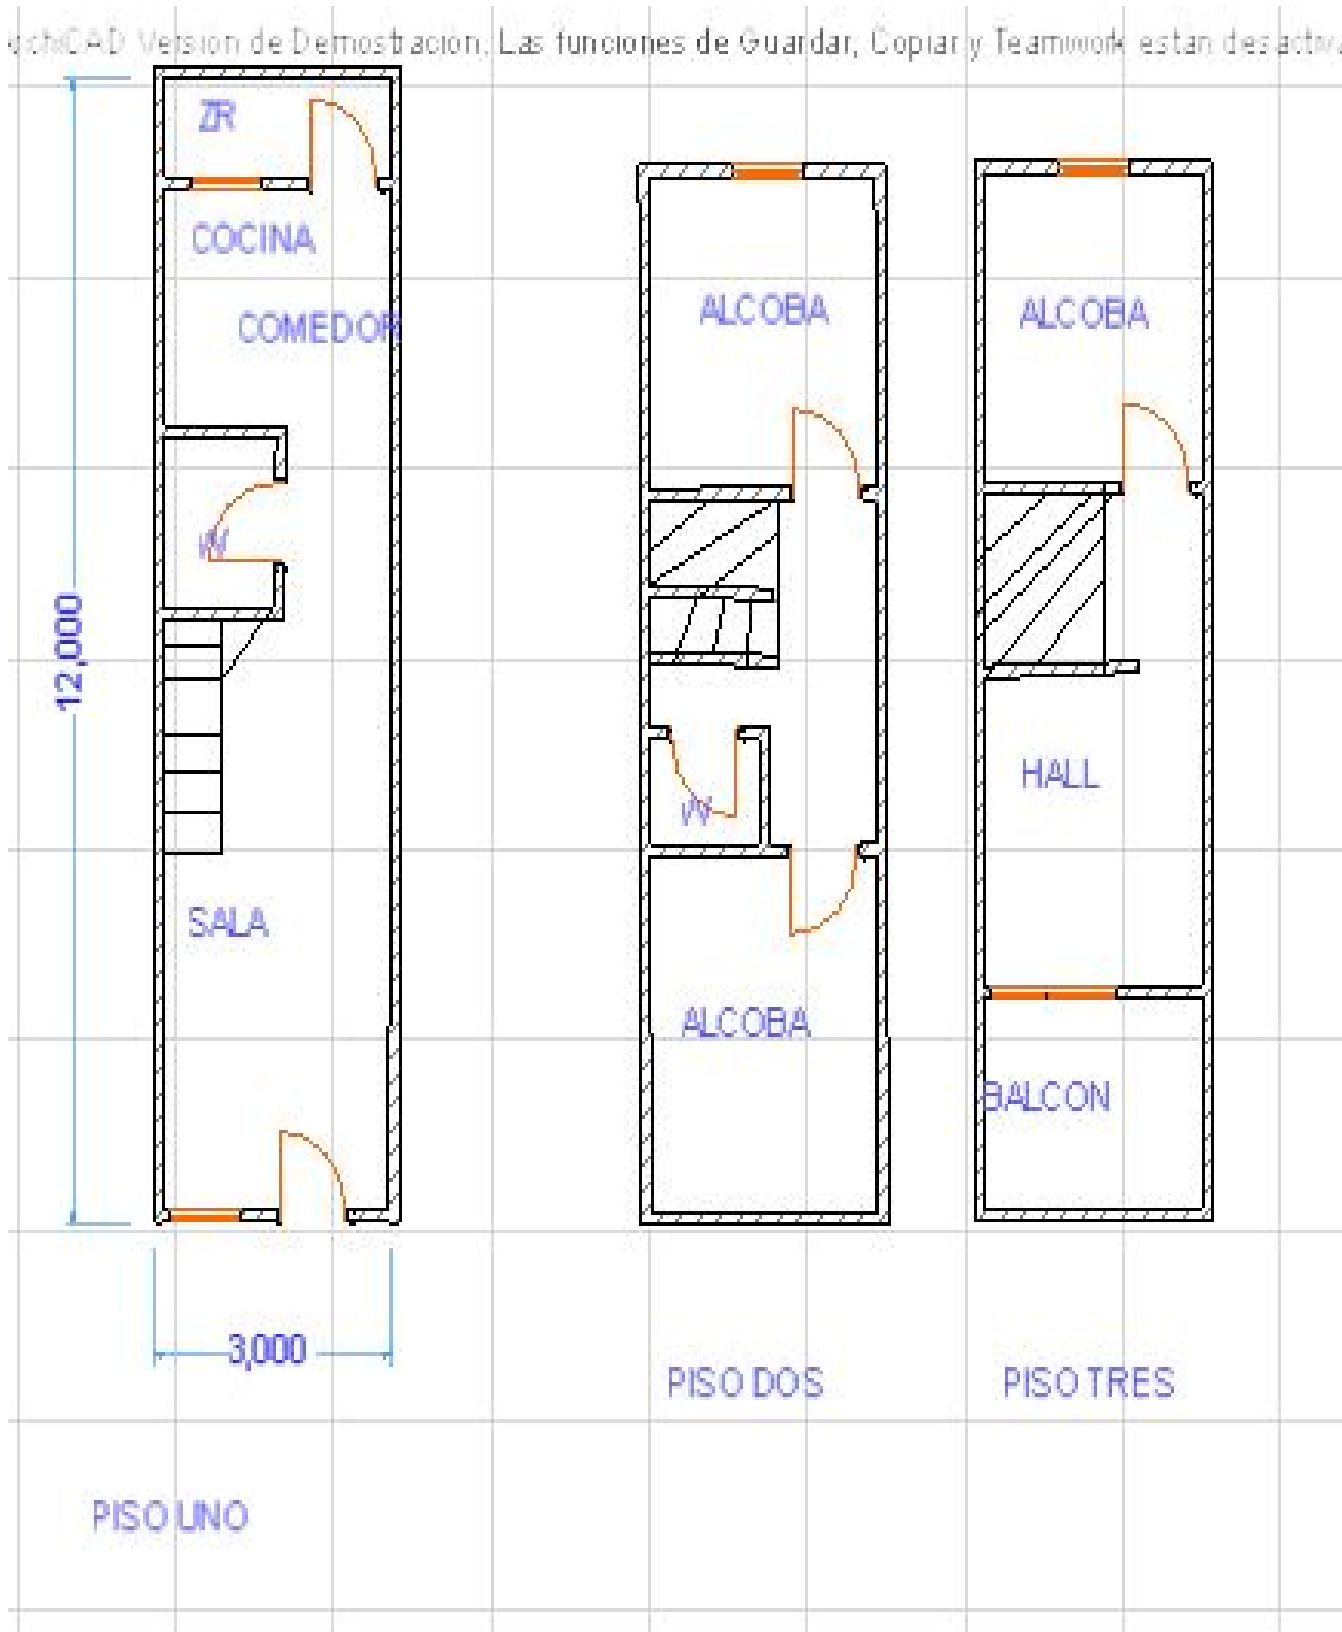 Versión de Demostración, Las funciones de Guardar, Copiar y Teamwork están
ZR
COCINA
COMEDOR
W
12,000
SALA
3,000
PISO UNO
ALCOBA
W
ALCOBA
PISO DOS
ALCOBA
HALL
BALCON
PISO TRES